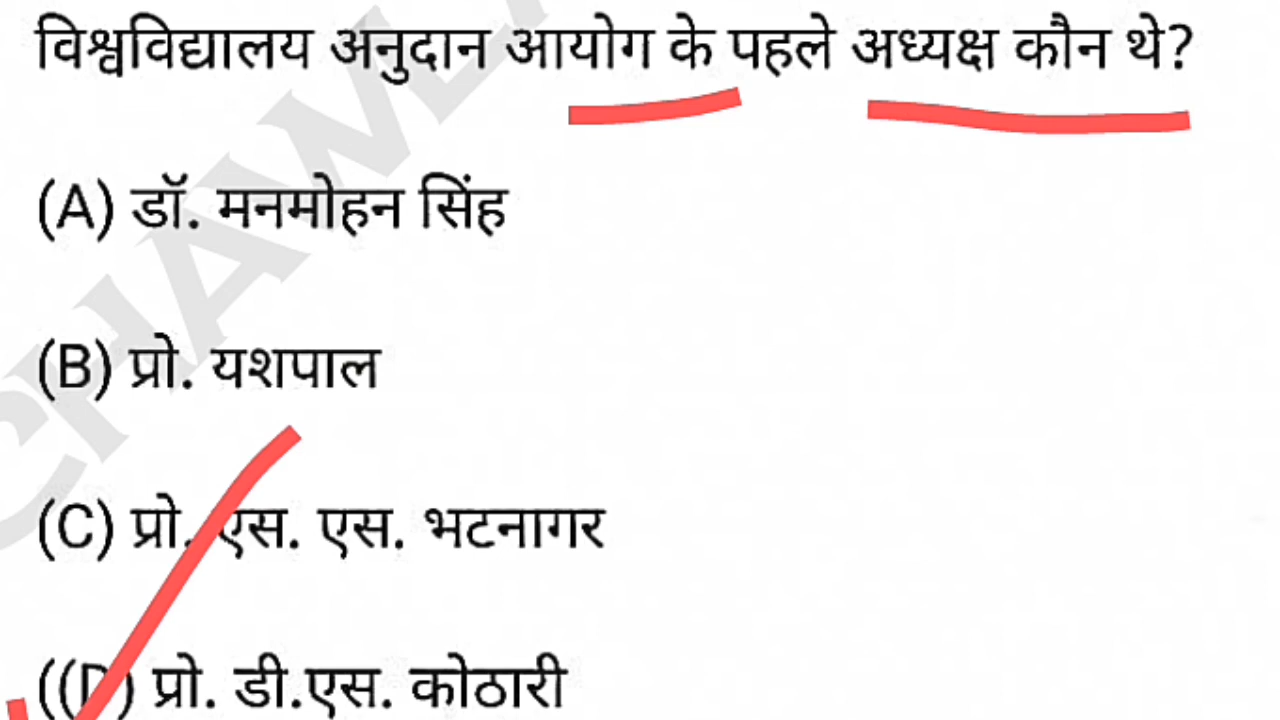 विश्वविद्यालय अनुदान आयोग के पहले अध्यक्ष कौन थे?
(A) डॉ. मनमोहन सिंह
(B) प्रो. यशपाल
(C) प्रो. एस. एस. भटनागर
((D) प्रो. डी.एस. कोठारी